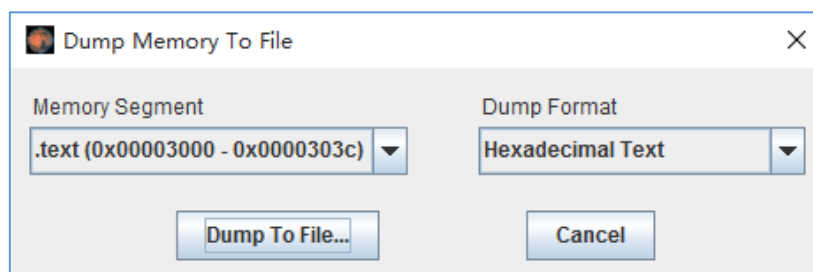 Dump Memory To File
Memory Segment
Dump Format
.text (0x00003000 - 0x0000303c)
Hexadecimal Text
Dump To File...
Cancel